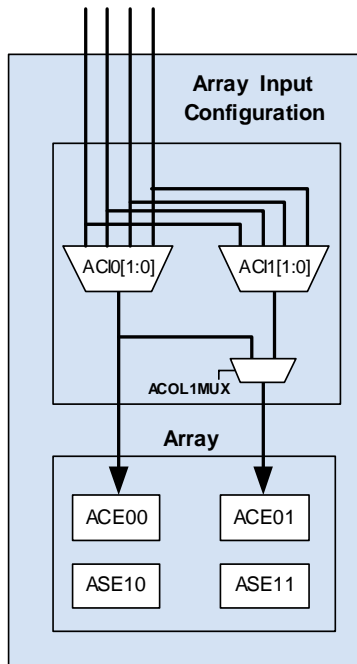 Array Input
Configuration
ACI0[1:0]
ACI1[1:0]
ACOL1MUX
Array
ACE00
ACE01
ASE10
ASE11